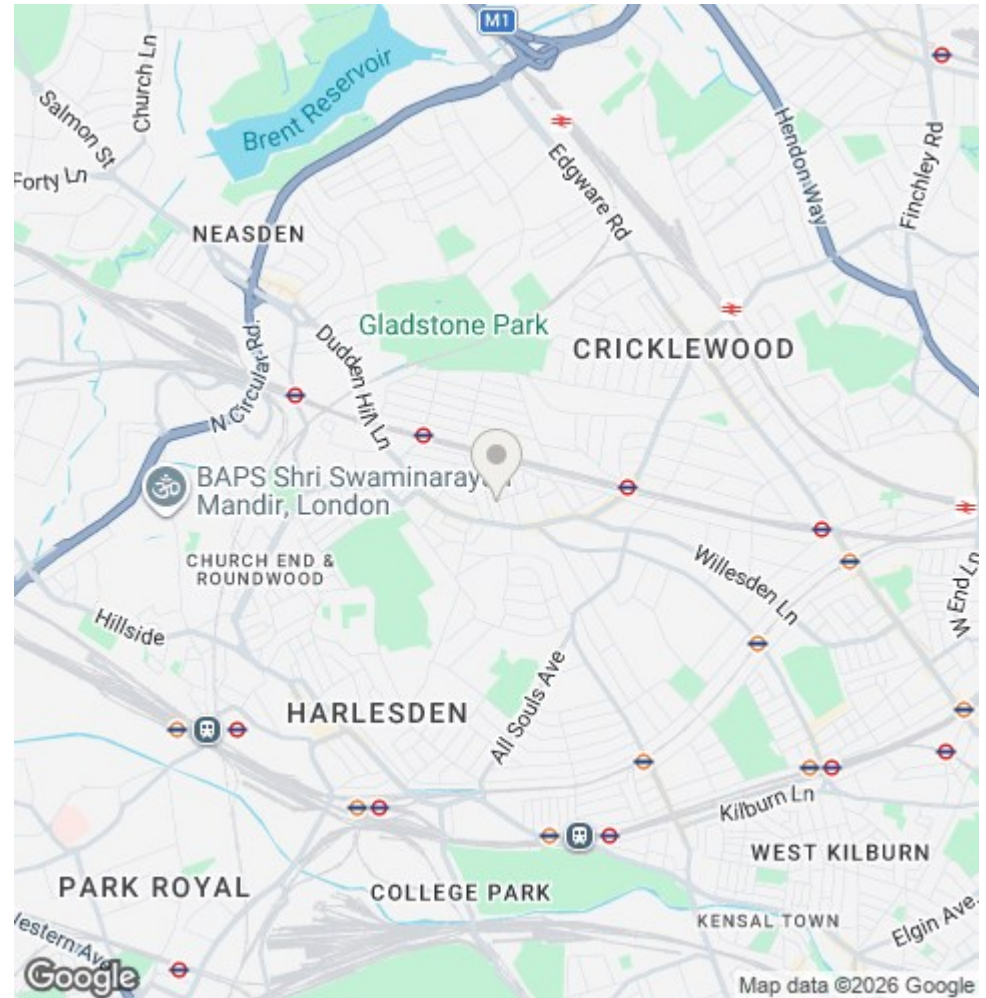 M1
Church Ln
Salmon St
Brent Reservoir
Forty Ln
Edgware Rd
Hendon Way
Finchley Rd
NEASDEN
Gladstone Park
CRICKLEWOOD
Dudden Hill Ln
N Circular Rd
BAPS Shri Swaminarayan
Mandir, London
CHURCH END &
ROUNDWOOD
Willesden Ln
W End Ln
Hillside
HARLESDEN
All Souls Ave
Kilburn Ln
WEST KILBURN
PARK ROYAL
COLLEGE PARK
KENSAL TOWN
Elgin Ave
Western Ave
Google
Map data ©2026 Google